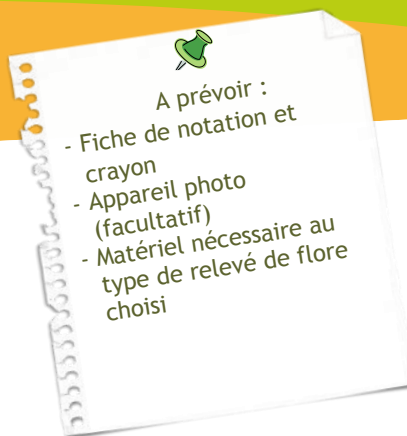 A prévoir :
- Fiche de notation et
crayon
- Appareil photo
(facultatif)
- Matériel nécessaire au
type de relevé de flore
choisi